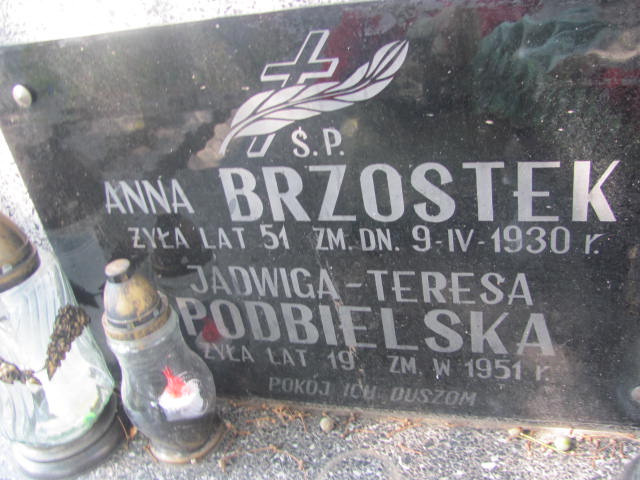 Ś.P.
ANNA BRZOSTEK
ŻYŁA LAT 51 ZM. DN. 9-IV-1930 r.
JADWIGA-TERESA
PODBIELSKA
ŻYŁA LAT 19. ZM. W 1951 r.
POKÓJ ICH DUSZOM